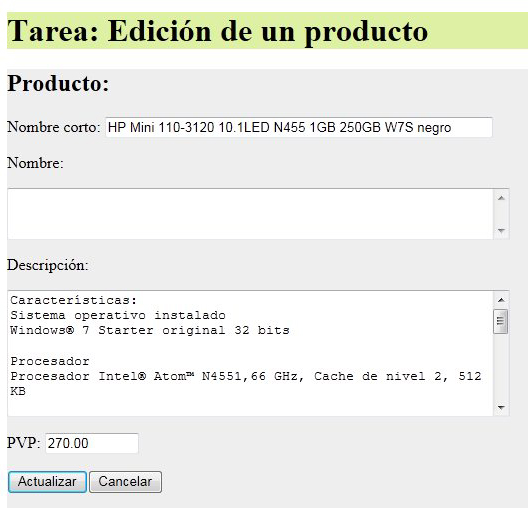 Tarea: Edición de un producto
Producto:
Nombre corto: HP Mini 110-3120 10.1LED N455 1GB 250GB W7S negro
Nombre:
Descripción:
Características:
Sistema operativo instalado
Windows® 7 Starter original 32 bits
Procesador
Procesador Intel® Atom™ N4551,66 GHz, Cache de nivel 2, 512
KB
PVP: 270.00
Actualizar Cancelar